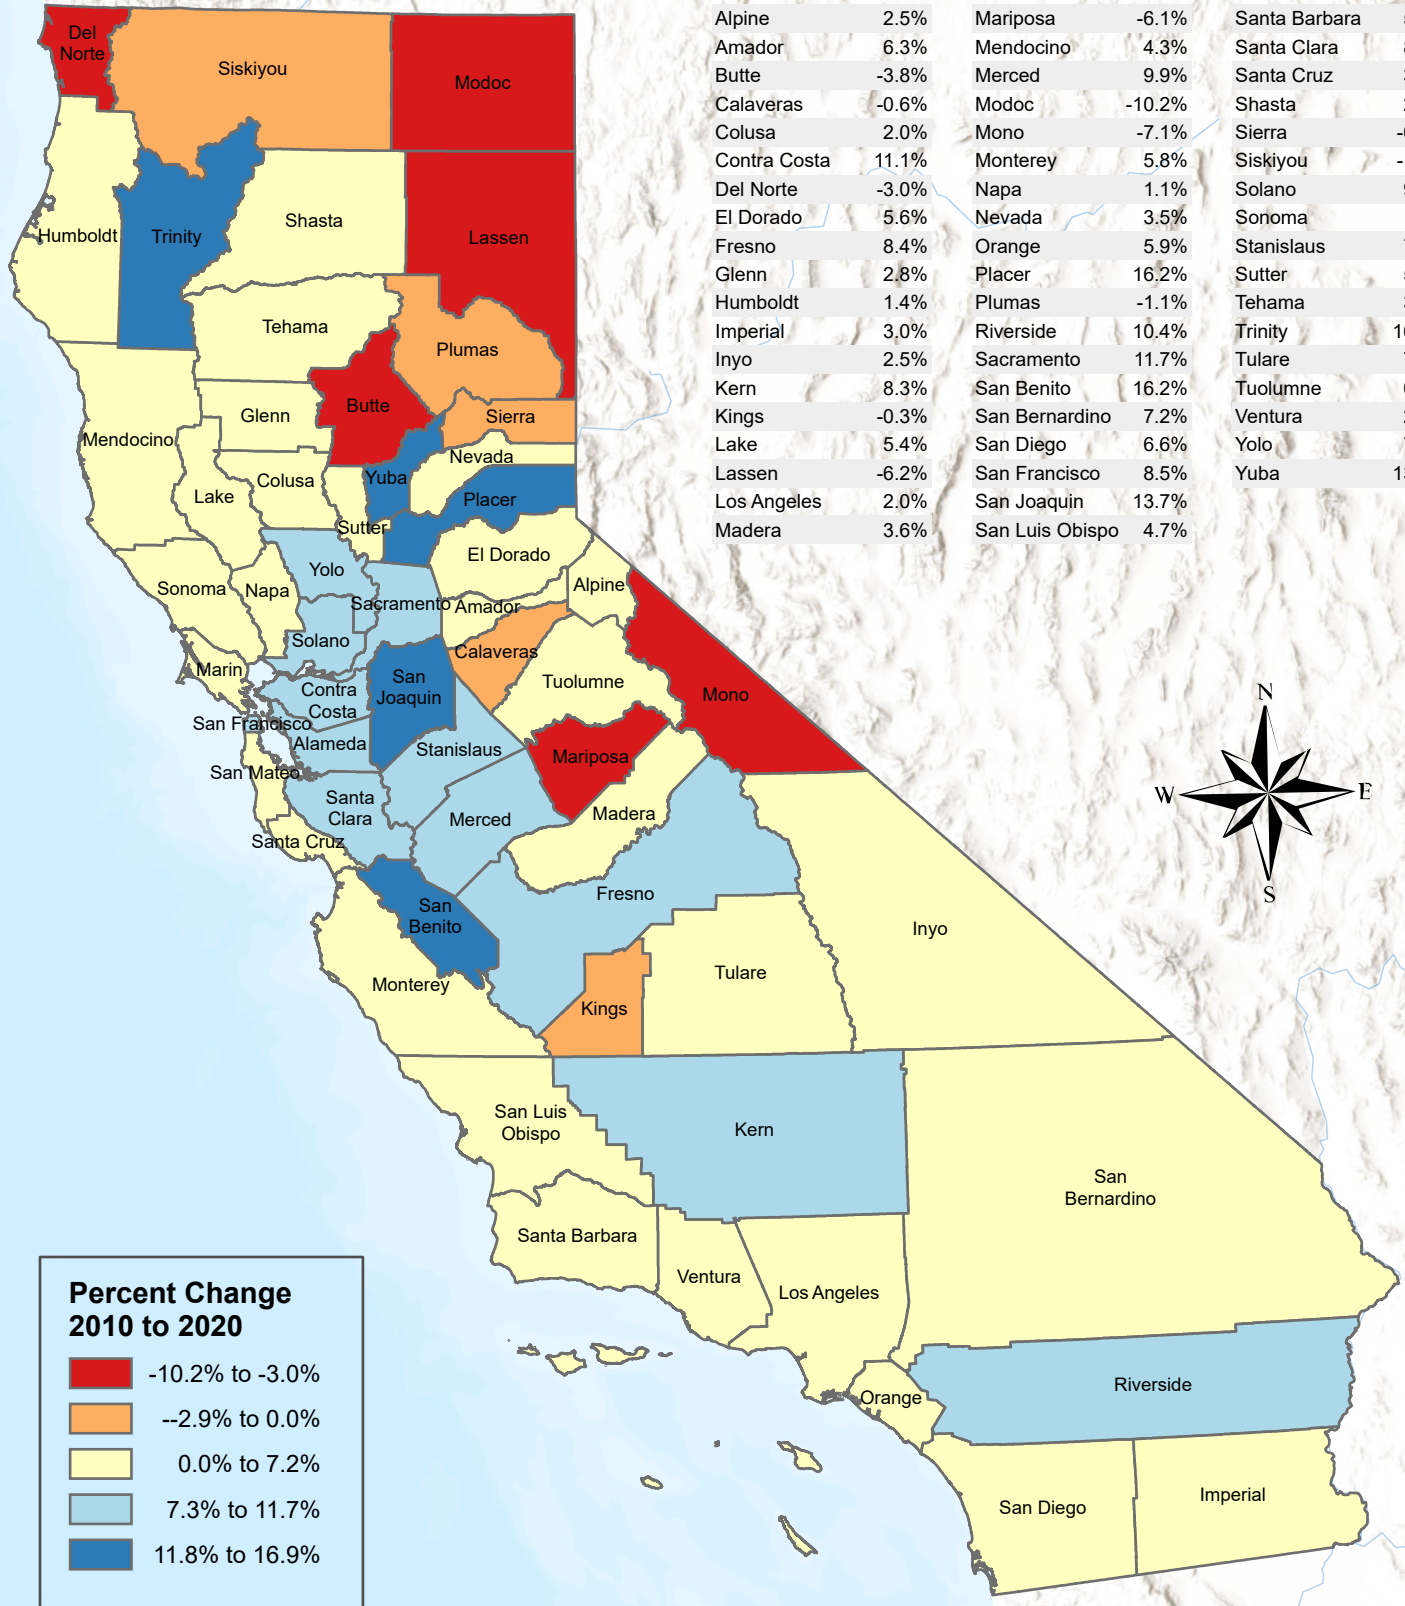 Alpine 2.5% Mariposa -6.1% Santa Barbara
Amador 6.3% Mendocino 4.3% Santa Clara
Butte -3.8% Merced 9.9% Santa Cruz
Calaveras -0.6% Modoc -10.2% Shasta
Colusa 2.0% Mono -7.1% Sierra
Contra Costa 11.1% Monterey 5.8% Siskiyou
Del Norte -3.0% Napa 1.1% Solano
El Dorado 5.6% Nevada 3.5% Sonoma
Fresno 8.4% Orange 5.9% Stanislaus
Glenn 2.8% Placer 16.2% Sutter
Humboldt 1.4% Plumas -1.1% Tehama
Imperial 3.0% Riverside 10.4% Trinity
Inyo 2.5% Sacramento 11.7% Tulare
Kern 8.3% San Benito 16.2% Tuolumne
Kings -0.3% San Bernardino 7.2% Ventura
Lake 5.4% San Diego 6.6% Yolo
Lassen -6.2% San Francisco 8.5% Yuba
Los Angeles 2.0% San Joaquin 13.7%
Madera 3.6% San Luis Obispo 4.7%
Del
Norte
Siskiyou
Modoc
Humboldt
Trinity
Shasta
Lassen
Tehama
Plumas
Butte
Glenn
Sierra
Mendocino
Nevada
Colusa
Yuba
Lake
Placer
Sutter
El Dorado
Yolo
Alpine
Sonoma
Napa
Sacramento
Amador
Solano
Calaveras
Marin
Tuolumne
San
Joaquin
Contra
Costa
Mono
San Francisco
Alameda
Stanislaus
Mariposa
San Mateo
Santa
Clara
Merced
Madera
Santa Cruz
Fresno
San
Benito
Inyo
Tulare
Monterey
Kings
San Luis
Obispo
Kern
San
Bernardino
Santa Barbara
Ventura
Los Angeles
Riverside
Orange
San Diego
Imperial
N
W E
S
Percent Change
2010 to 2020
-10.2% to -3.0%
--2.9% to 0.0%
0.0% to 7.2%
7.3% to 11.7%
11.8% to 16.9%